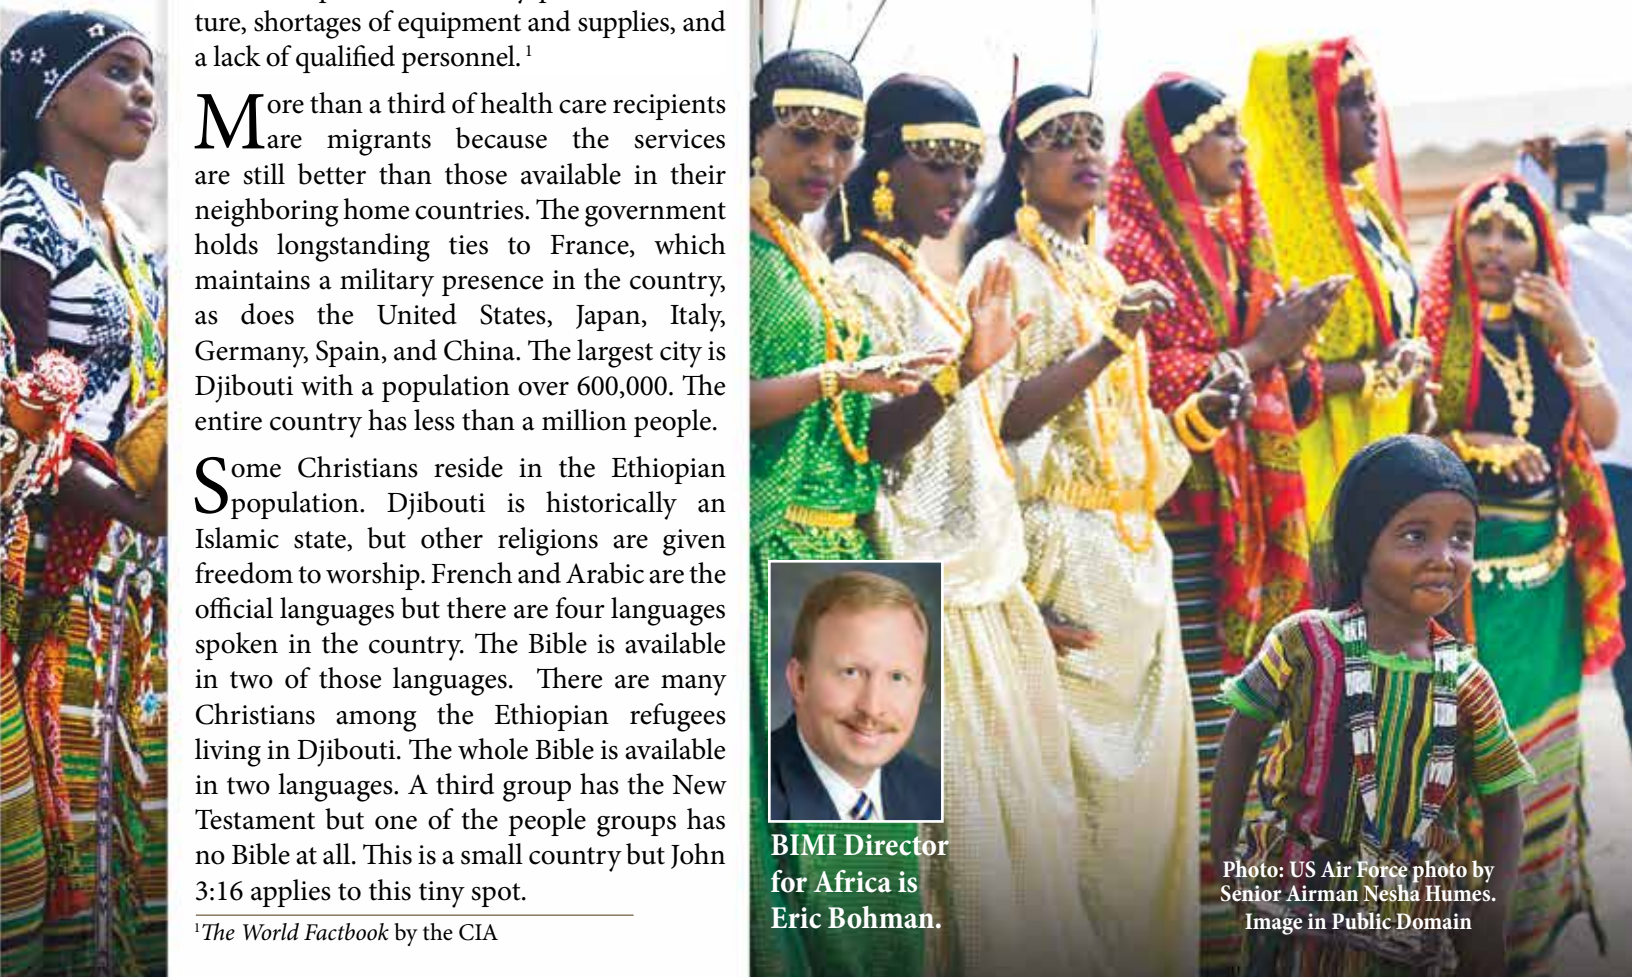 ture, shortages of equipment and supplies, and
a lack of qualified personnel. 1
More than a third of health care recipients
are migrants because the services
are still better than those available in their
neighboring home countries. The government
holds longstanding ties to France, which
maintains a military presence in the country,
as does the United States, Japan, Italy,
Germany, Spain, and China. The largest city is
Djibouti with a population over 600,000. The
entire country has less than a million people.
Some Christians reside in the Ethiopian
population. Djibouti is historically an
Islamic state, but other religions are given
freedom to worship. French and Arabic are the
official languages but there are four languages
spoken in the country. The Bible is available
in two of those languages. There are many
Christians among the Ethiopian refugees
living in Djibouti. The whole Bible is available
in two languages. A third group has the New
Testament but one of the people groups has
no Bible at all. This is a small country but John
3:16 applies to this tiny spot.
1The World Factbook by the CIA
BIMI Director
for Africa is
Eric Bohman.
Photo: US Air Force photo by
Senior Airman Nesha Humes.
Image in Public Domain